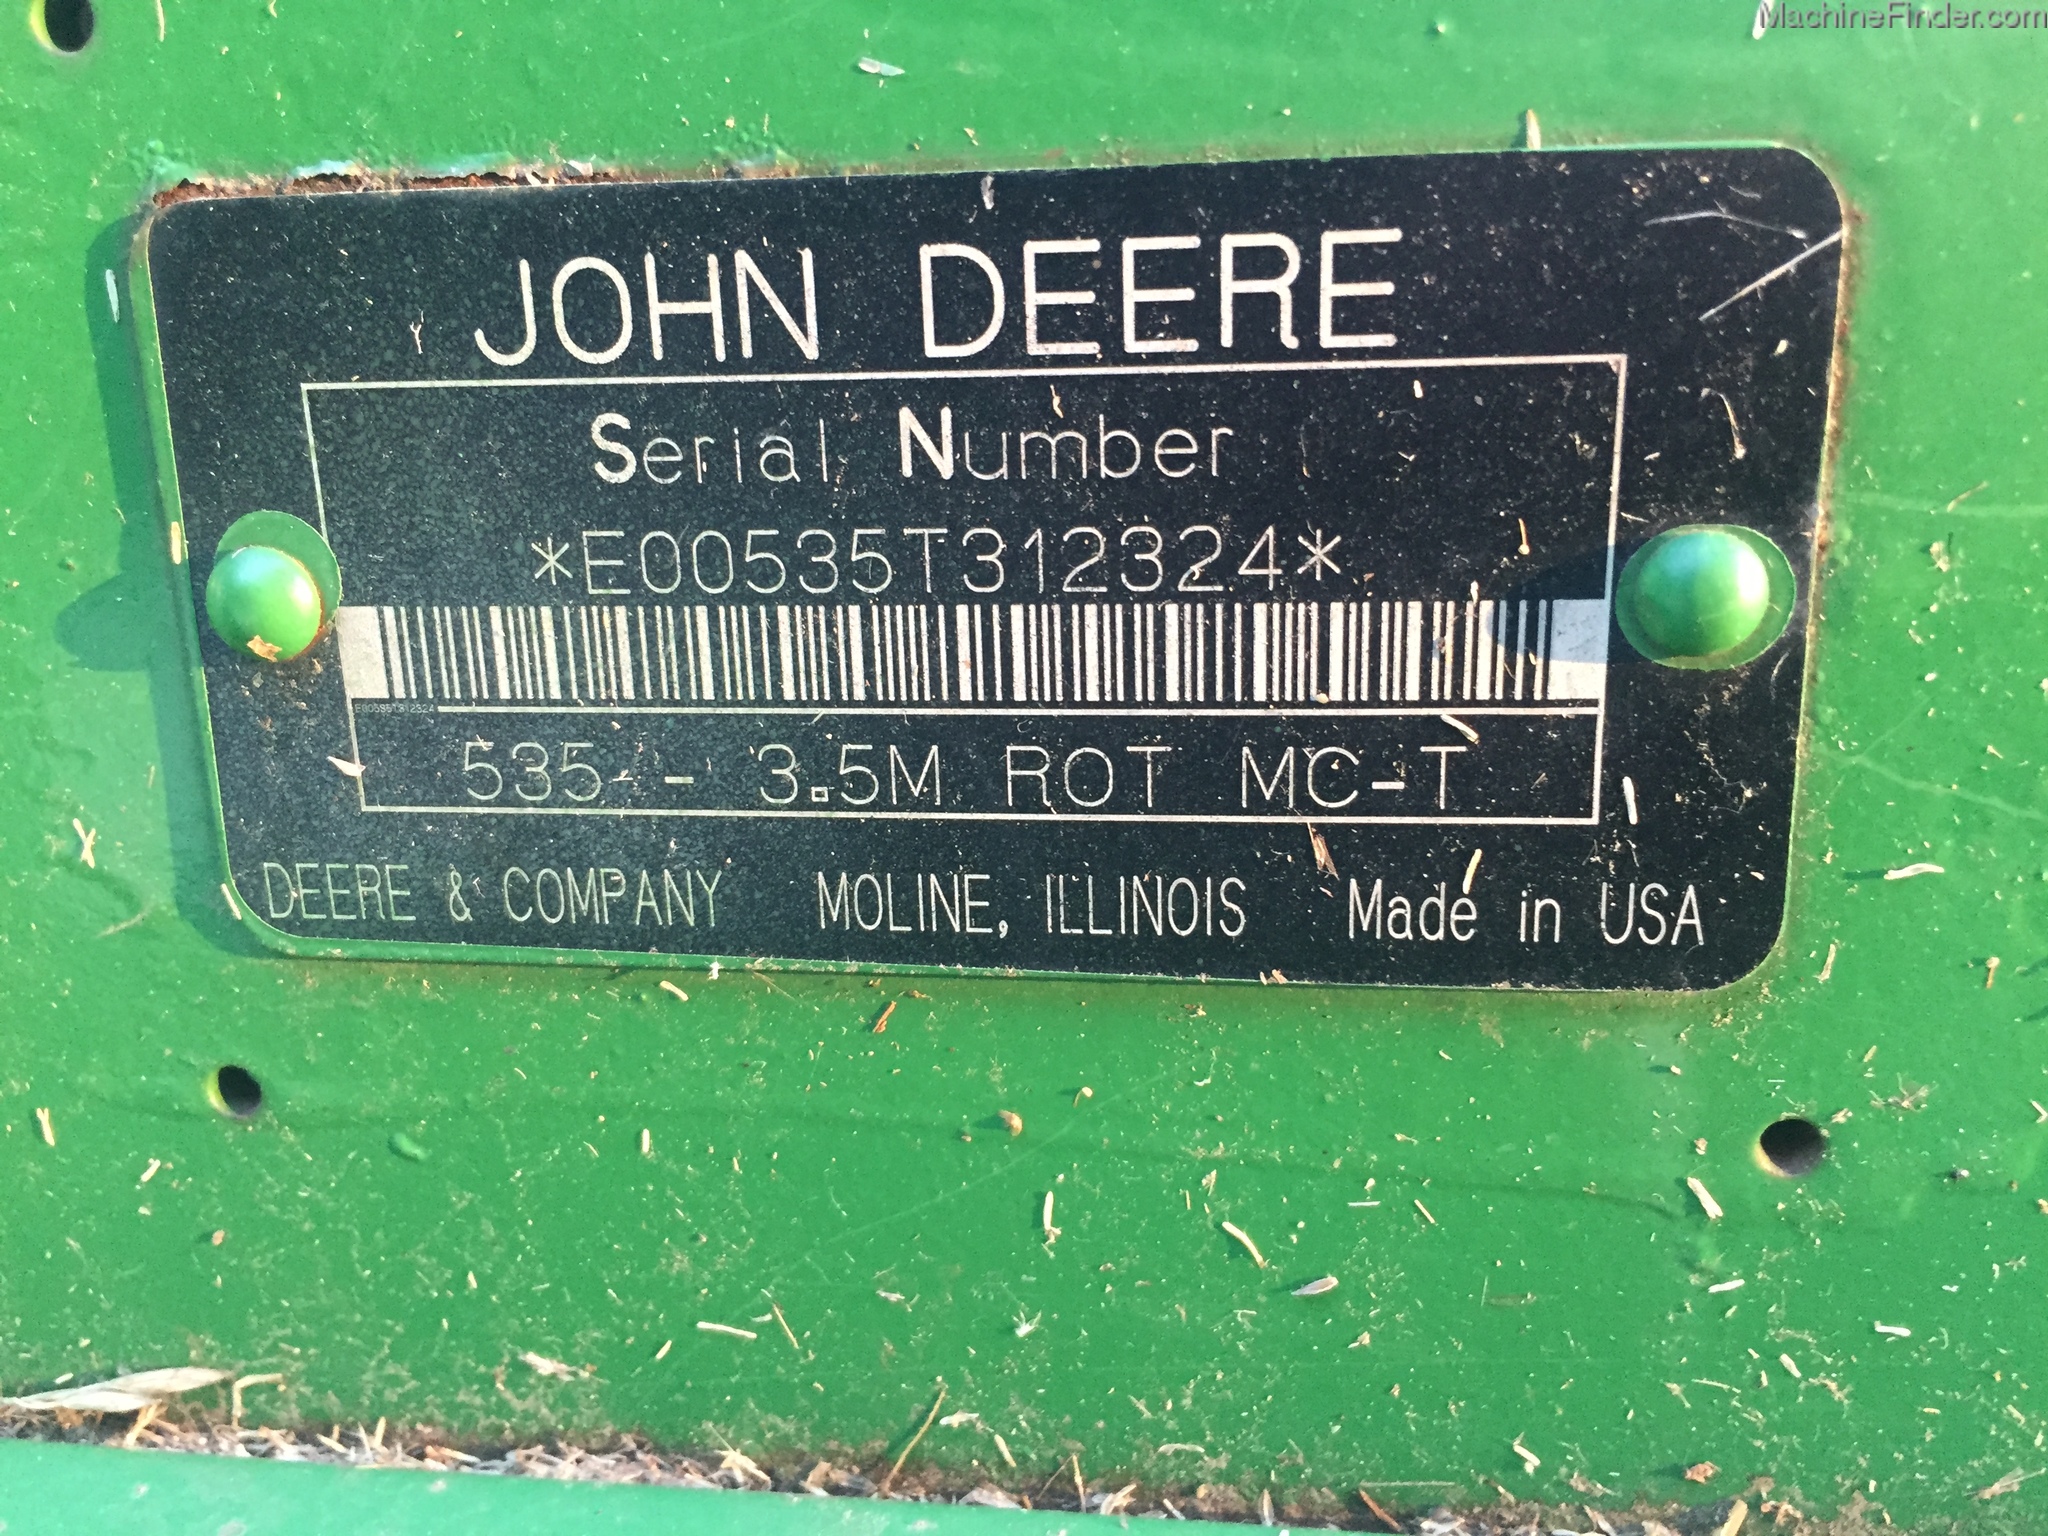 MachineFinder.com
JOHN DEERE
Serial Number
*E00535T312324*
E00535T312324
535 - 3.5M ROT MC-T
DEERE & COMPANY MOLINE, ILLINOIS Made in USA